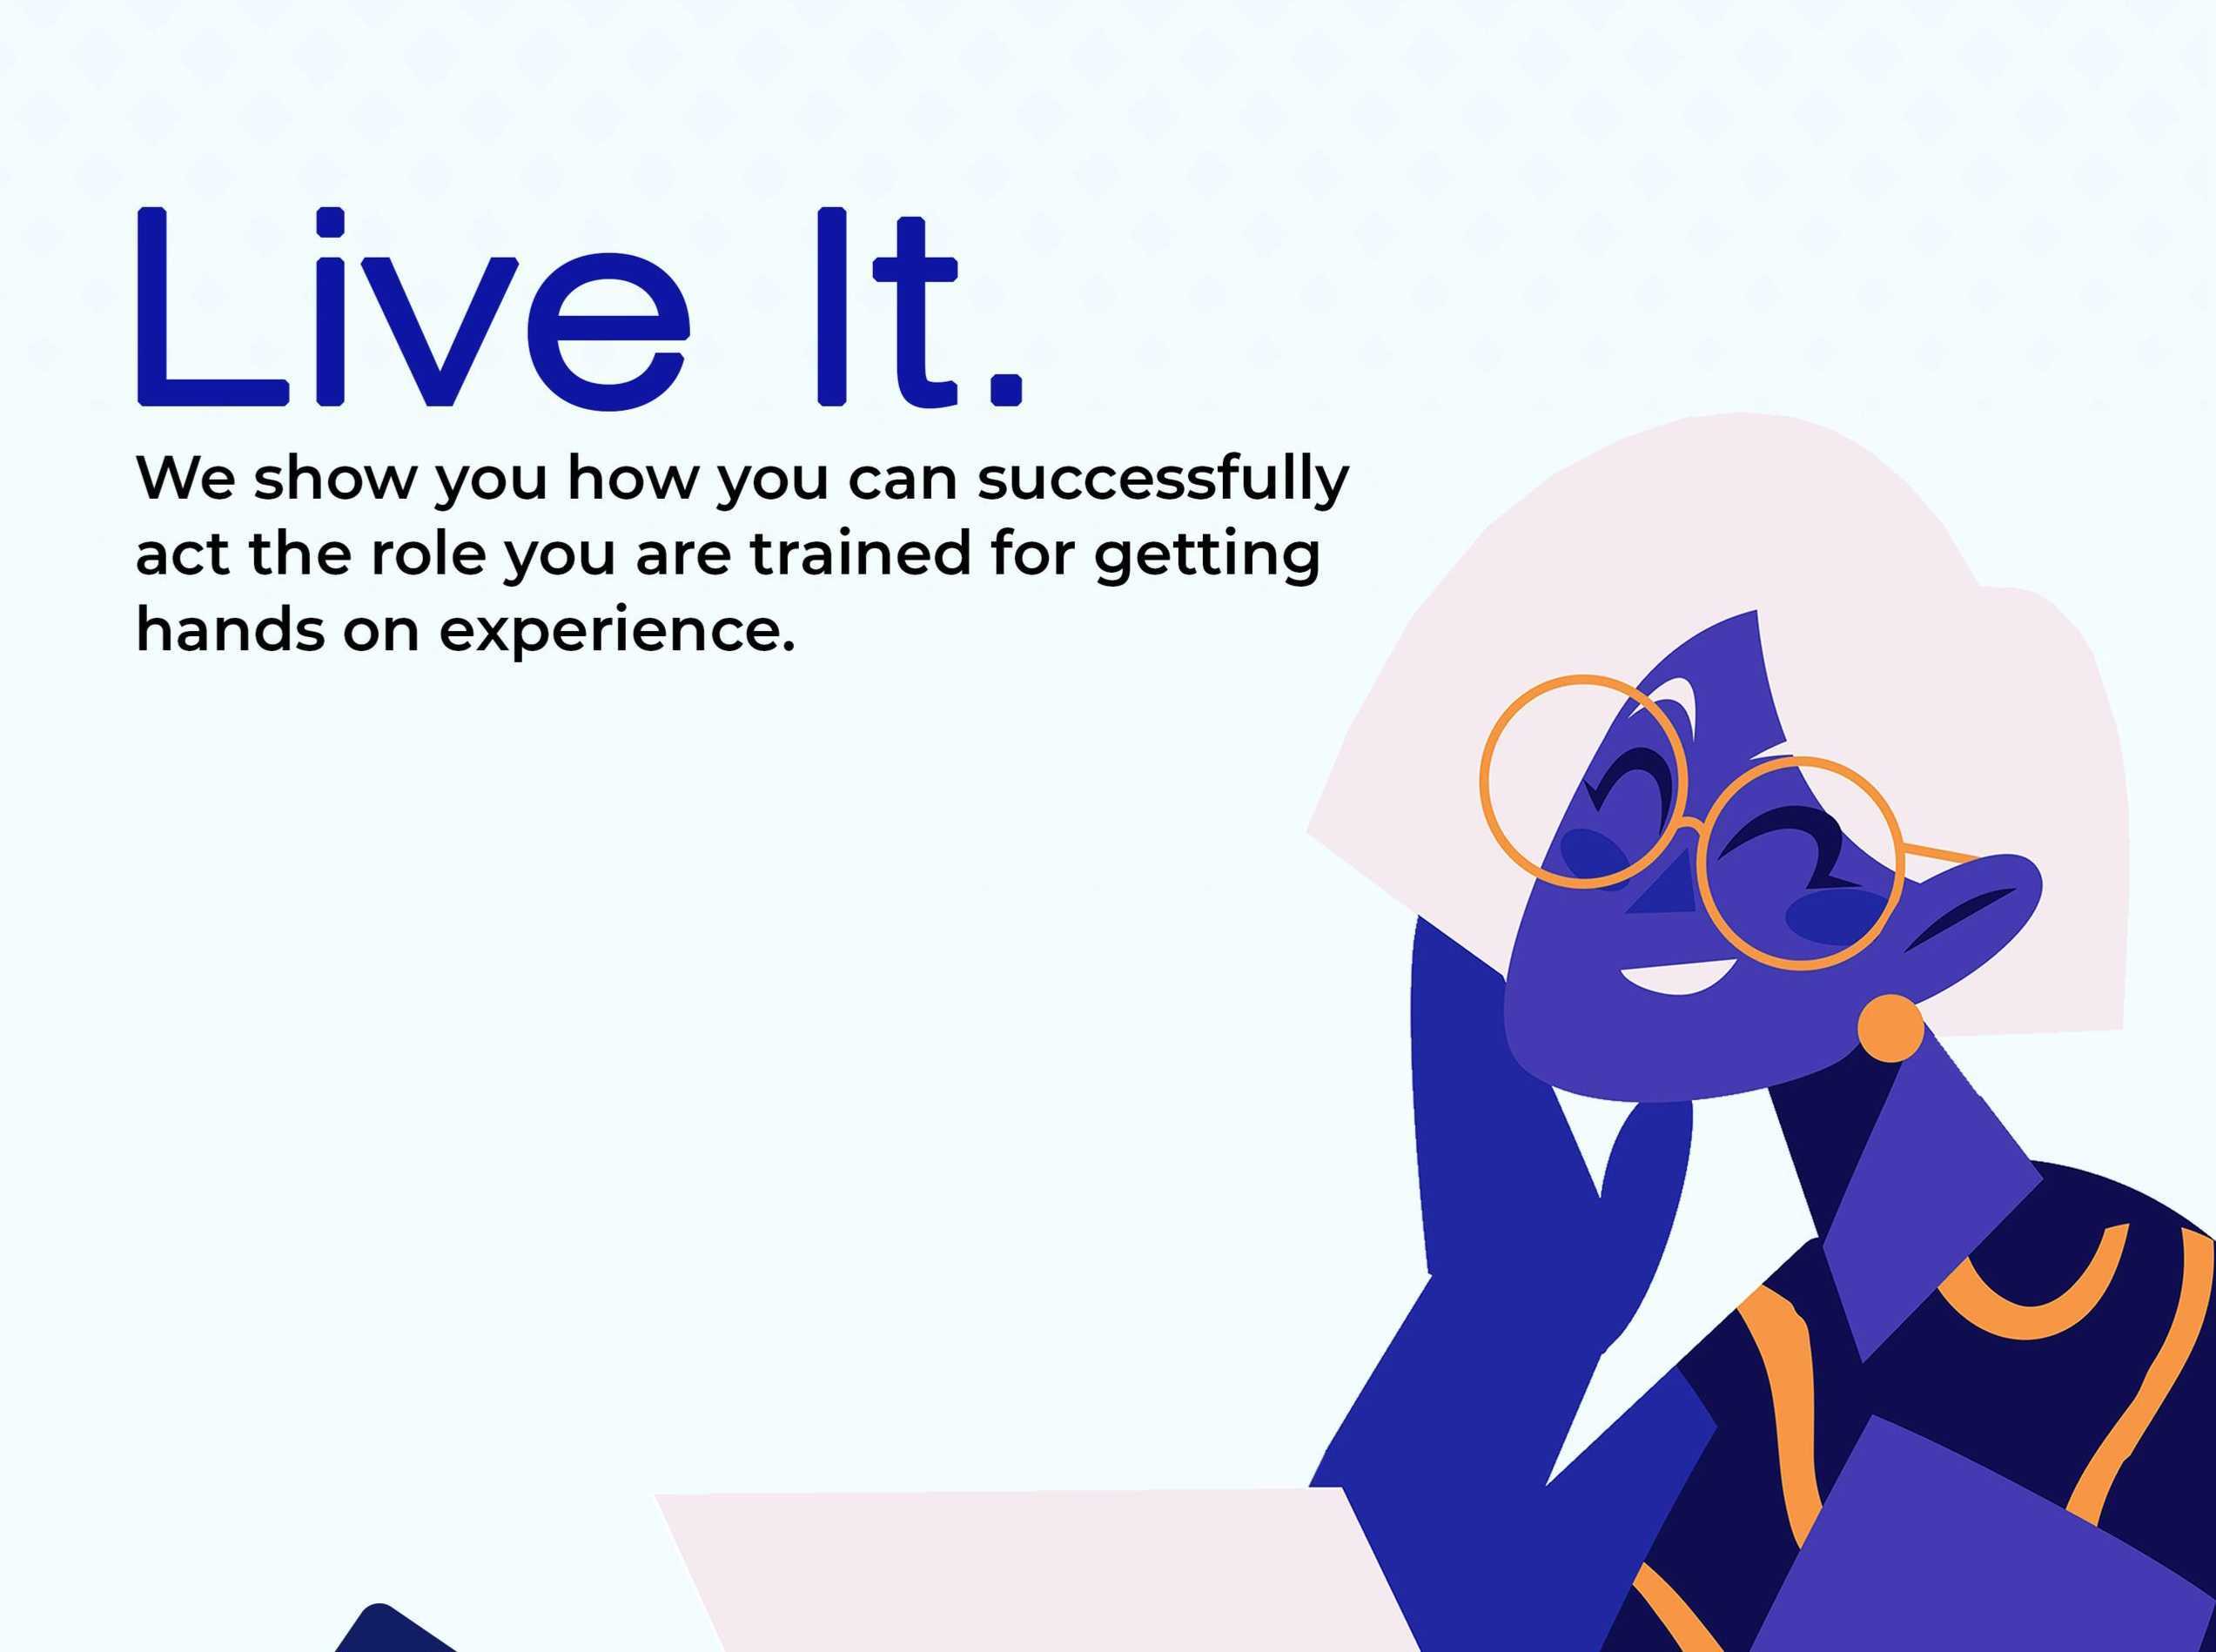 Live It.
We show you how you can successfully
act the role you are trained for getting
hands on experience.